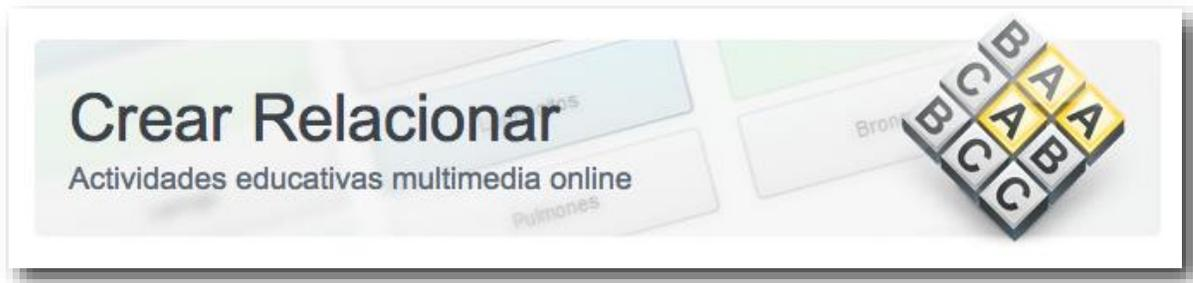 Crear Relacionar
Actividades educativas multimedia online
Pulmones
B
C A
B A A
C B
C